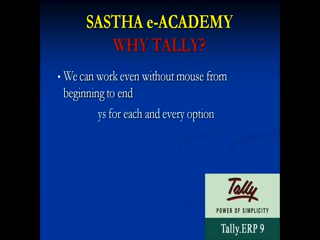 SASTHA e-ACADEMY
WHY TALLY?
• We can work even without mouse from
beginning to end
ys for each and every option
Tally
POWER OF SIMPLICITY
Tally.ERP 9